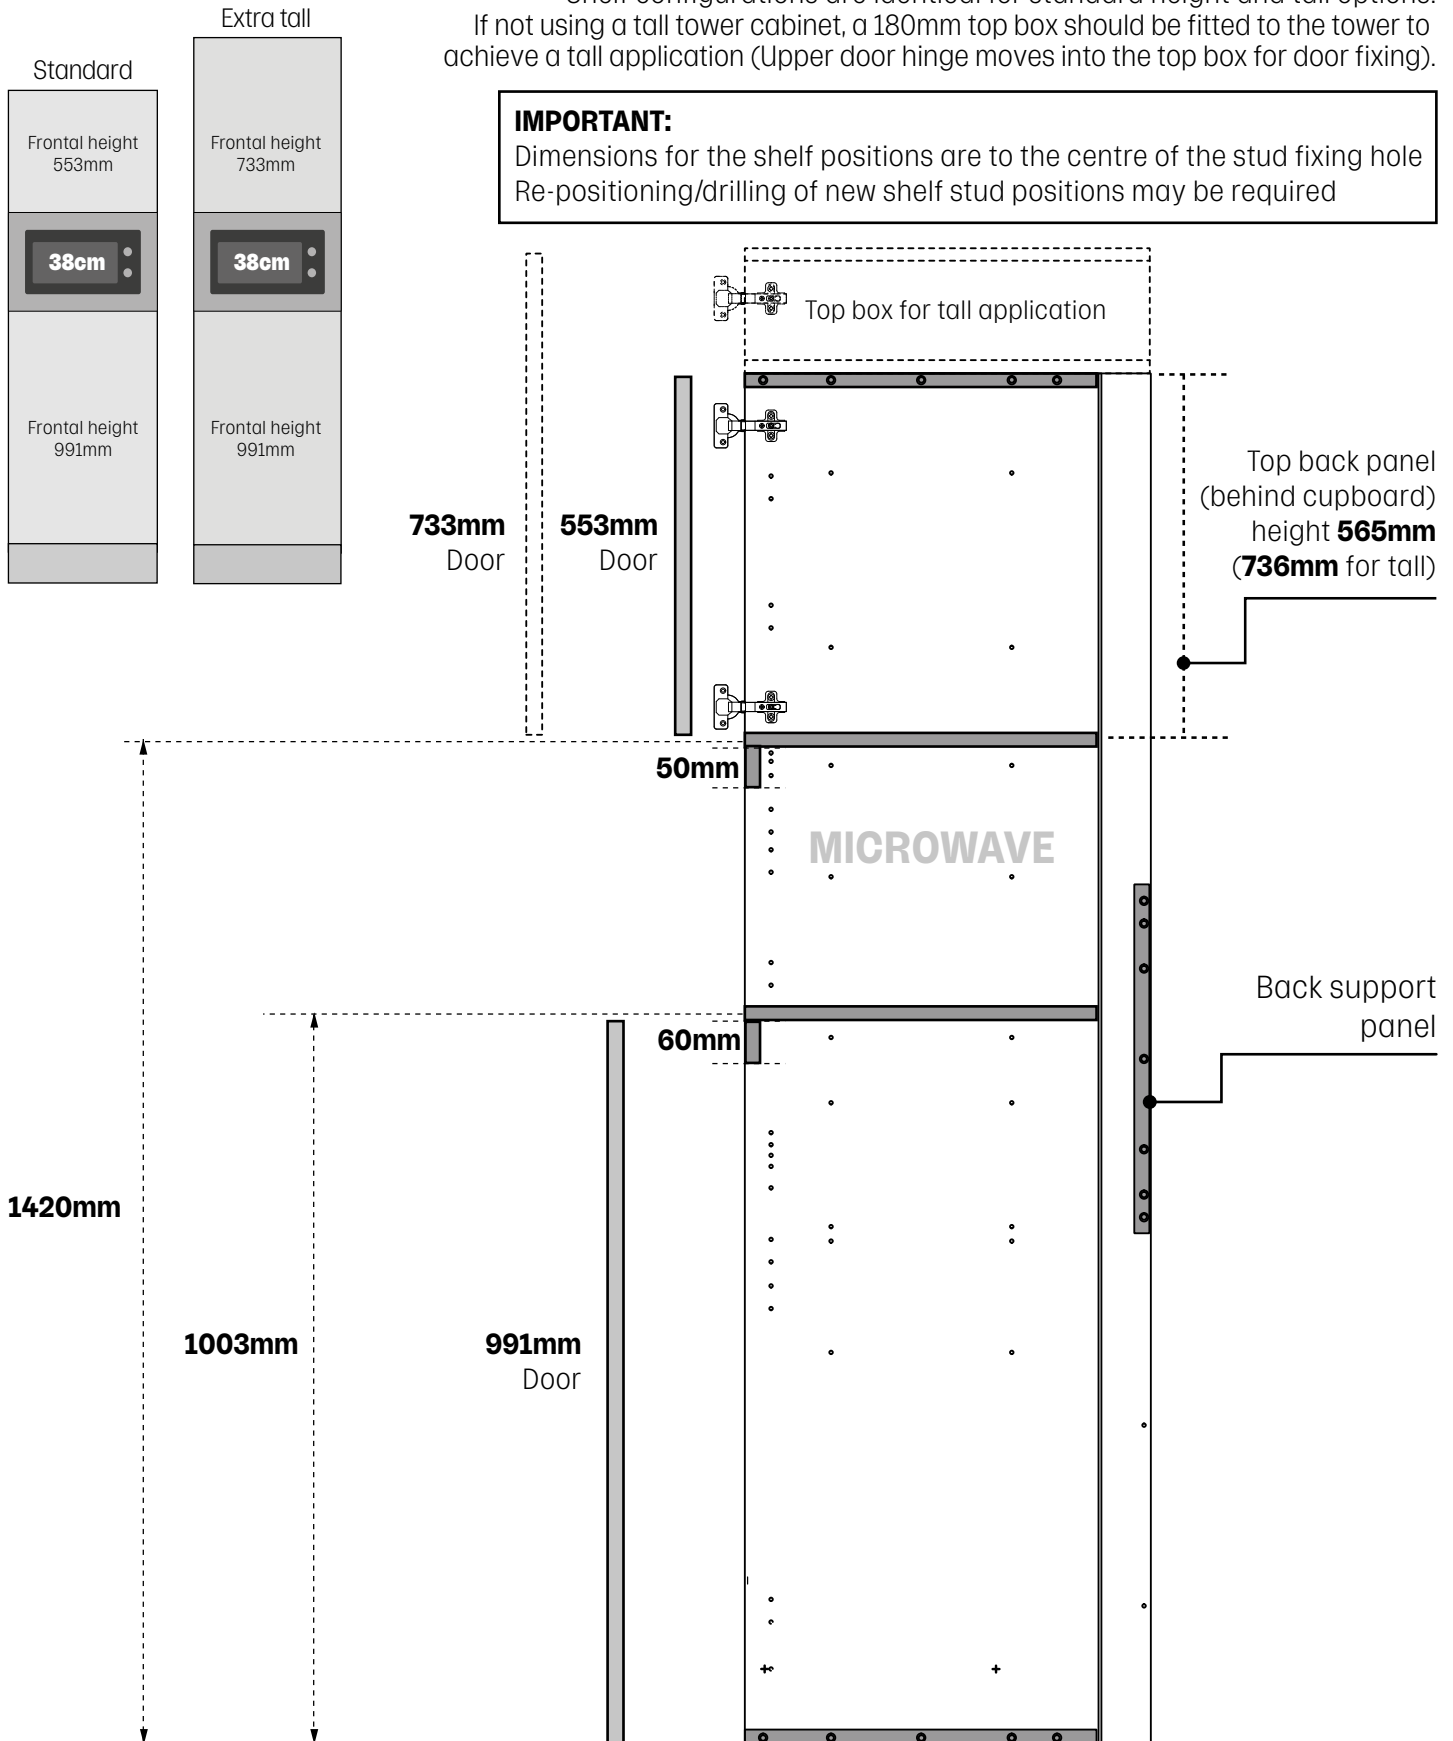 Shelf configurations are identical for standard height and tall options.
If not using a tall tower cabinet, a 180mm top box should be fitted to the tower to
achieve a tall application (Upper door hinge moves into the top box for door fixing).
Extra tall
Standard
Frontal height
553mm
Frontal height
733mm
38cm
38cm
Frontal height
991mm
Frontal height
991mm
IMPORTANT:
Dimensions for the shelf positions are to the centre of the stud fixing hole
Re-positioning/drilling of new shelf stud positions may be required
Top box for tall application
733mm
Door
553mm
Door
Top back panel
(behind cupboard)
height 565mm
(736mm for tall)
50mm
MICROWAVE
60mm
Back support
panel
1420mm
1003mm
991mm
Door